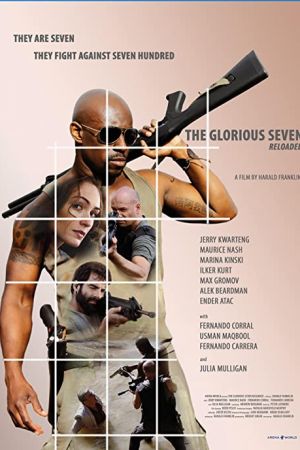 THEY ARE SEVEN
THEY FIGHT AGAINST SEVEN HUNDRED
THE GLORIOUS SEVEN
RELOADED
A FILM BY HARALD FRANKLIN
JERRY KWARTENG
MAURICE NASH
MARINA KINSKI
ILKER KURT
MAX GROMOV
ALEK BEARDMAN
ENDER ATAC
with
FERNANDO CORRAL
USMAN MAQBOOL
FERNANDO CARRERA
and
JULIA MULLIGAN
ARENA WORLD